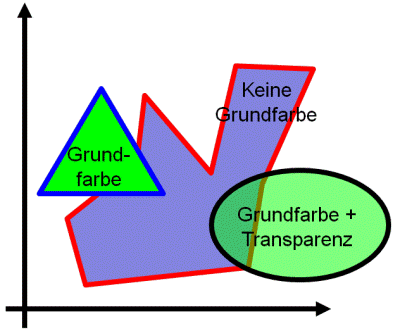 Keine
Grundfarbe
Grund-
farbe
Grundfarbe +
Transparenz